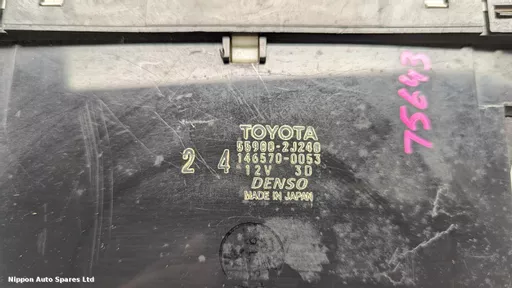 75643
TOYOTA
55900-2J240
2 4
146570-0053
12V 3D
DENSO
MADE IN JAPAN
Nippon Auto Spares Ltd